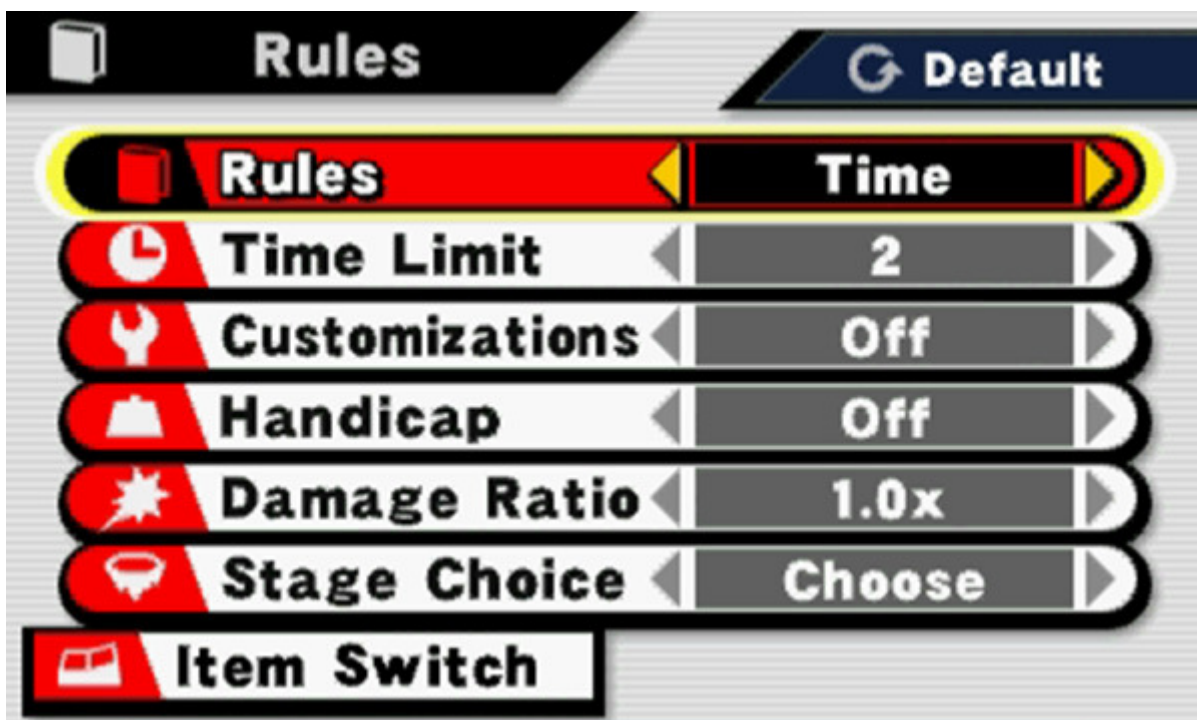 Rules
Default
Rules Time
Time Limit 2
Customizations Off
Handicap Off
Damage Ratio 1.0x
Stage Choice Choose
Item Switch